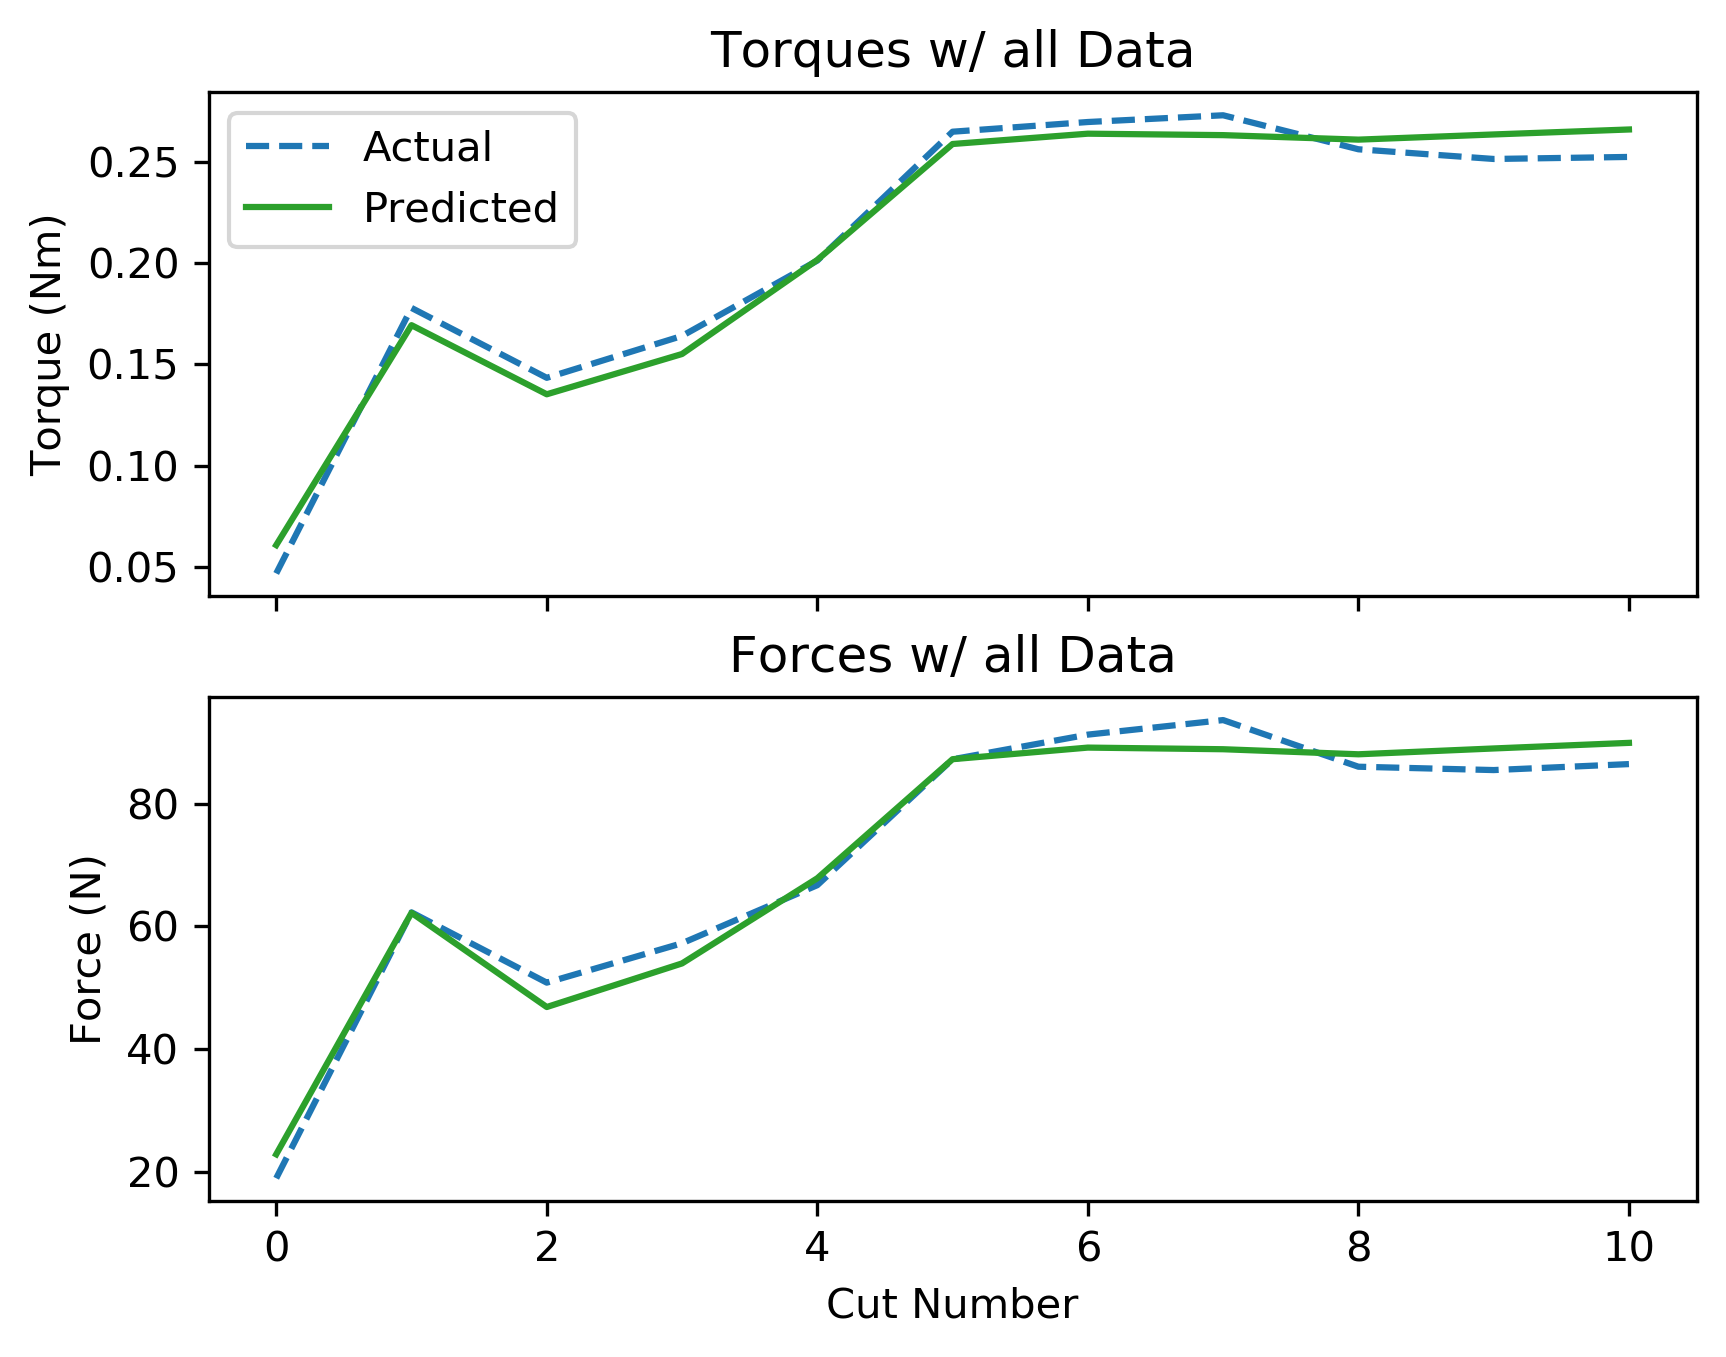 Torques w/ all Data
Actual
Predicted
0.25
0.20
0.15
0.10
0.05
Torque (Nm)
Forces w/ all Data
80
60
40
20
Force (N)
0 2 4 6 8 10
Cut Number